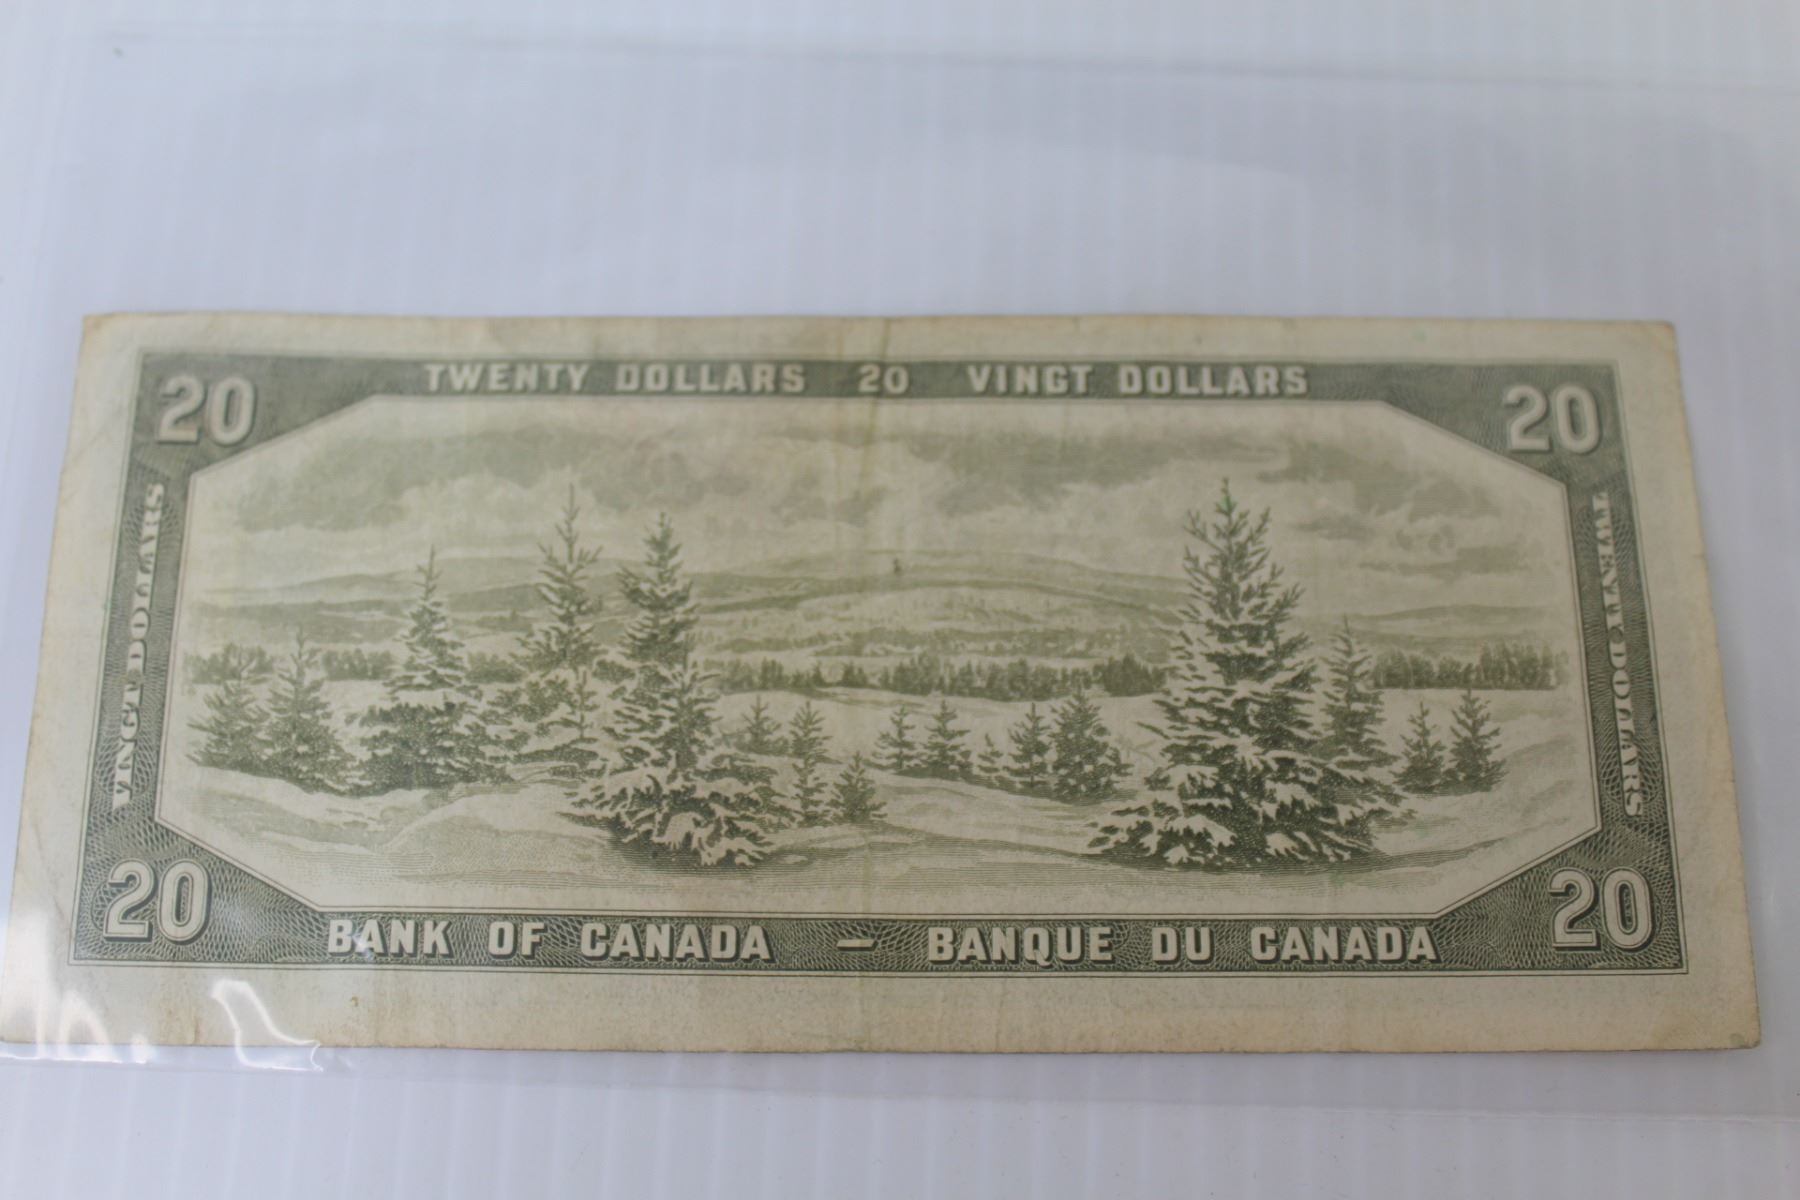 TWENTY DOLLARS 20 VINGT DOLLARS
20
20
VINGT DOLLARS
TWENTY DOLLARS
20
20
BANK OF CANADA — BANQUE DU CANADA